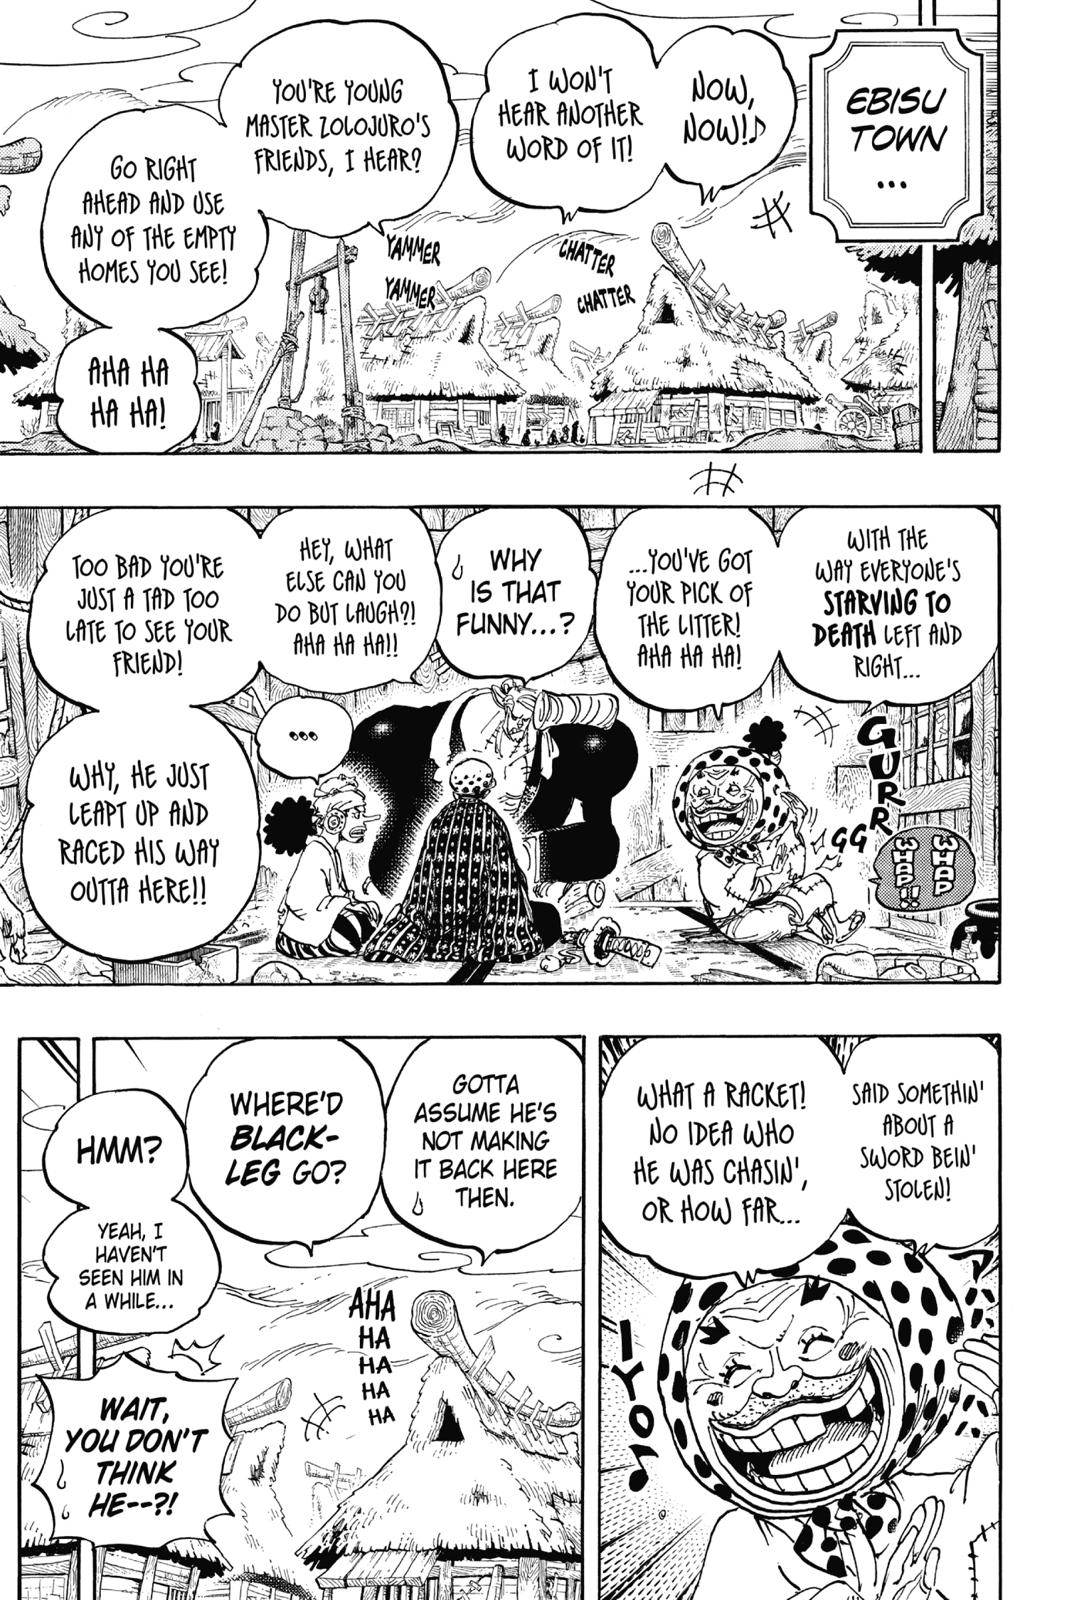 EBISU
TOWN
...
NOW,
NOW!♪
I WON'T
HEAR ANOTHER
WORD OF IT!
YOU'RE YOUNG
MASTER ZOLOJURO'S
FRIENDS, I HEAR?
GO RIGHT
AHEAD AND USE
ANY OF THE EMPTY
HOMES YOU SEE!
AHA HA
HA HA!
CHATTER
CHATTER
YAMMER
YAMMER
WITH THE
WAY EVERYONE'S
STARVING TO
DEATH LEFT AND
RIGHT...
...YOU'VE GOT
YOUR PICK OF
THE LITTER!
AHA HA HA!
WHY
IS THAT
FUNNY...?
HEY, WHAT
ELSE CAN YOU
DO BUT LAUGH?!
AHA HA HA!!
TOO BAD YOU'RE
JUST A TAD TOO
LATE TO SEE YOUR
FRIEND!
WHY, HE JUST
LEAPT UP AND
RACED HIS WAY
OUTTA HERE!!
...
GURR
GG
WHAP
WHAP!!
SAID SOMETHIN'
ABOUT A
SWORD BEIN'
STOLEN!
WHAT A RACKET!
NO IDEA WHO
HE WAS CHASIN',
OR HOW FAR...
GOTTA
ASSUME HE'S
NOT MAKING
IT BACK HERE
THEN.
WHERE'D
BLACK-
LEG GO?
HMM?
YEAH, I
HAVEN'T
SEEN HIM IN
A WHILE...
AHA
HA
HA
HA
HA
WAIT,
YOU DON'T
THINK
HE--?!